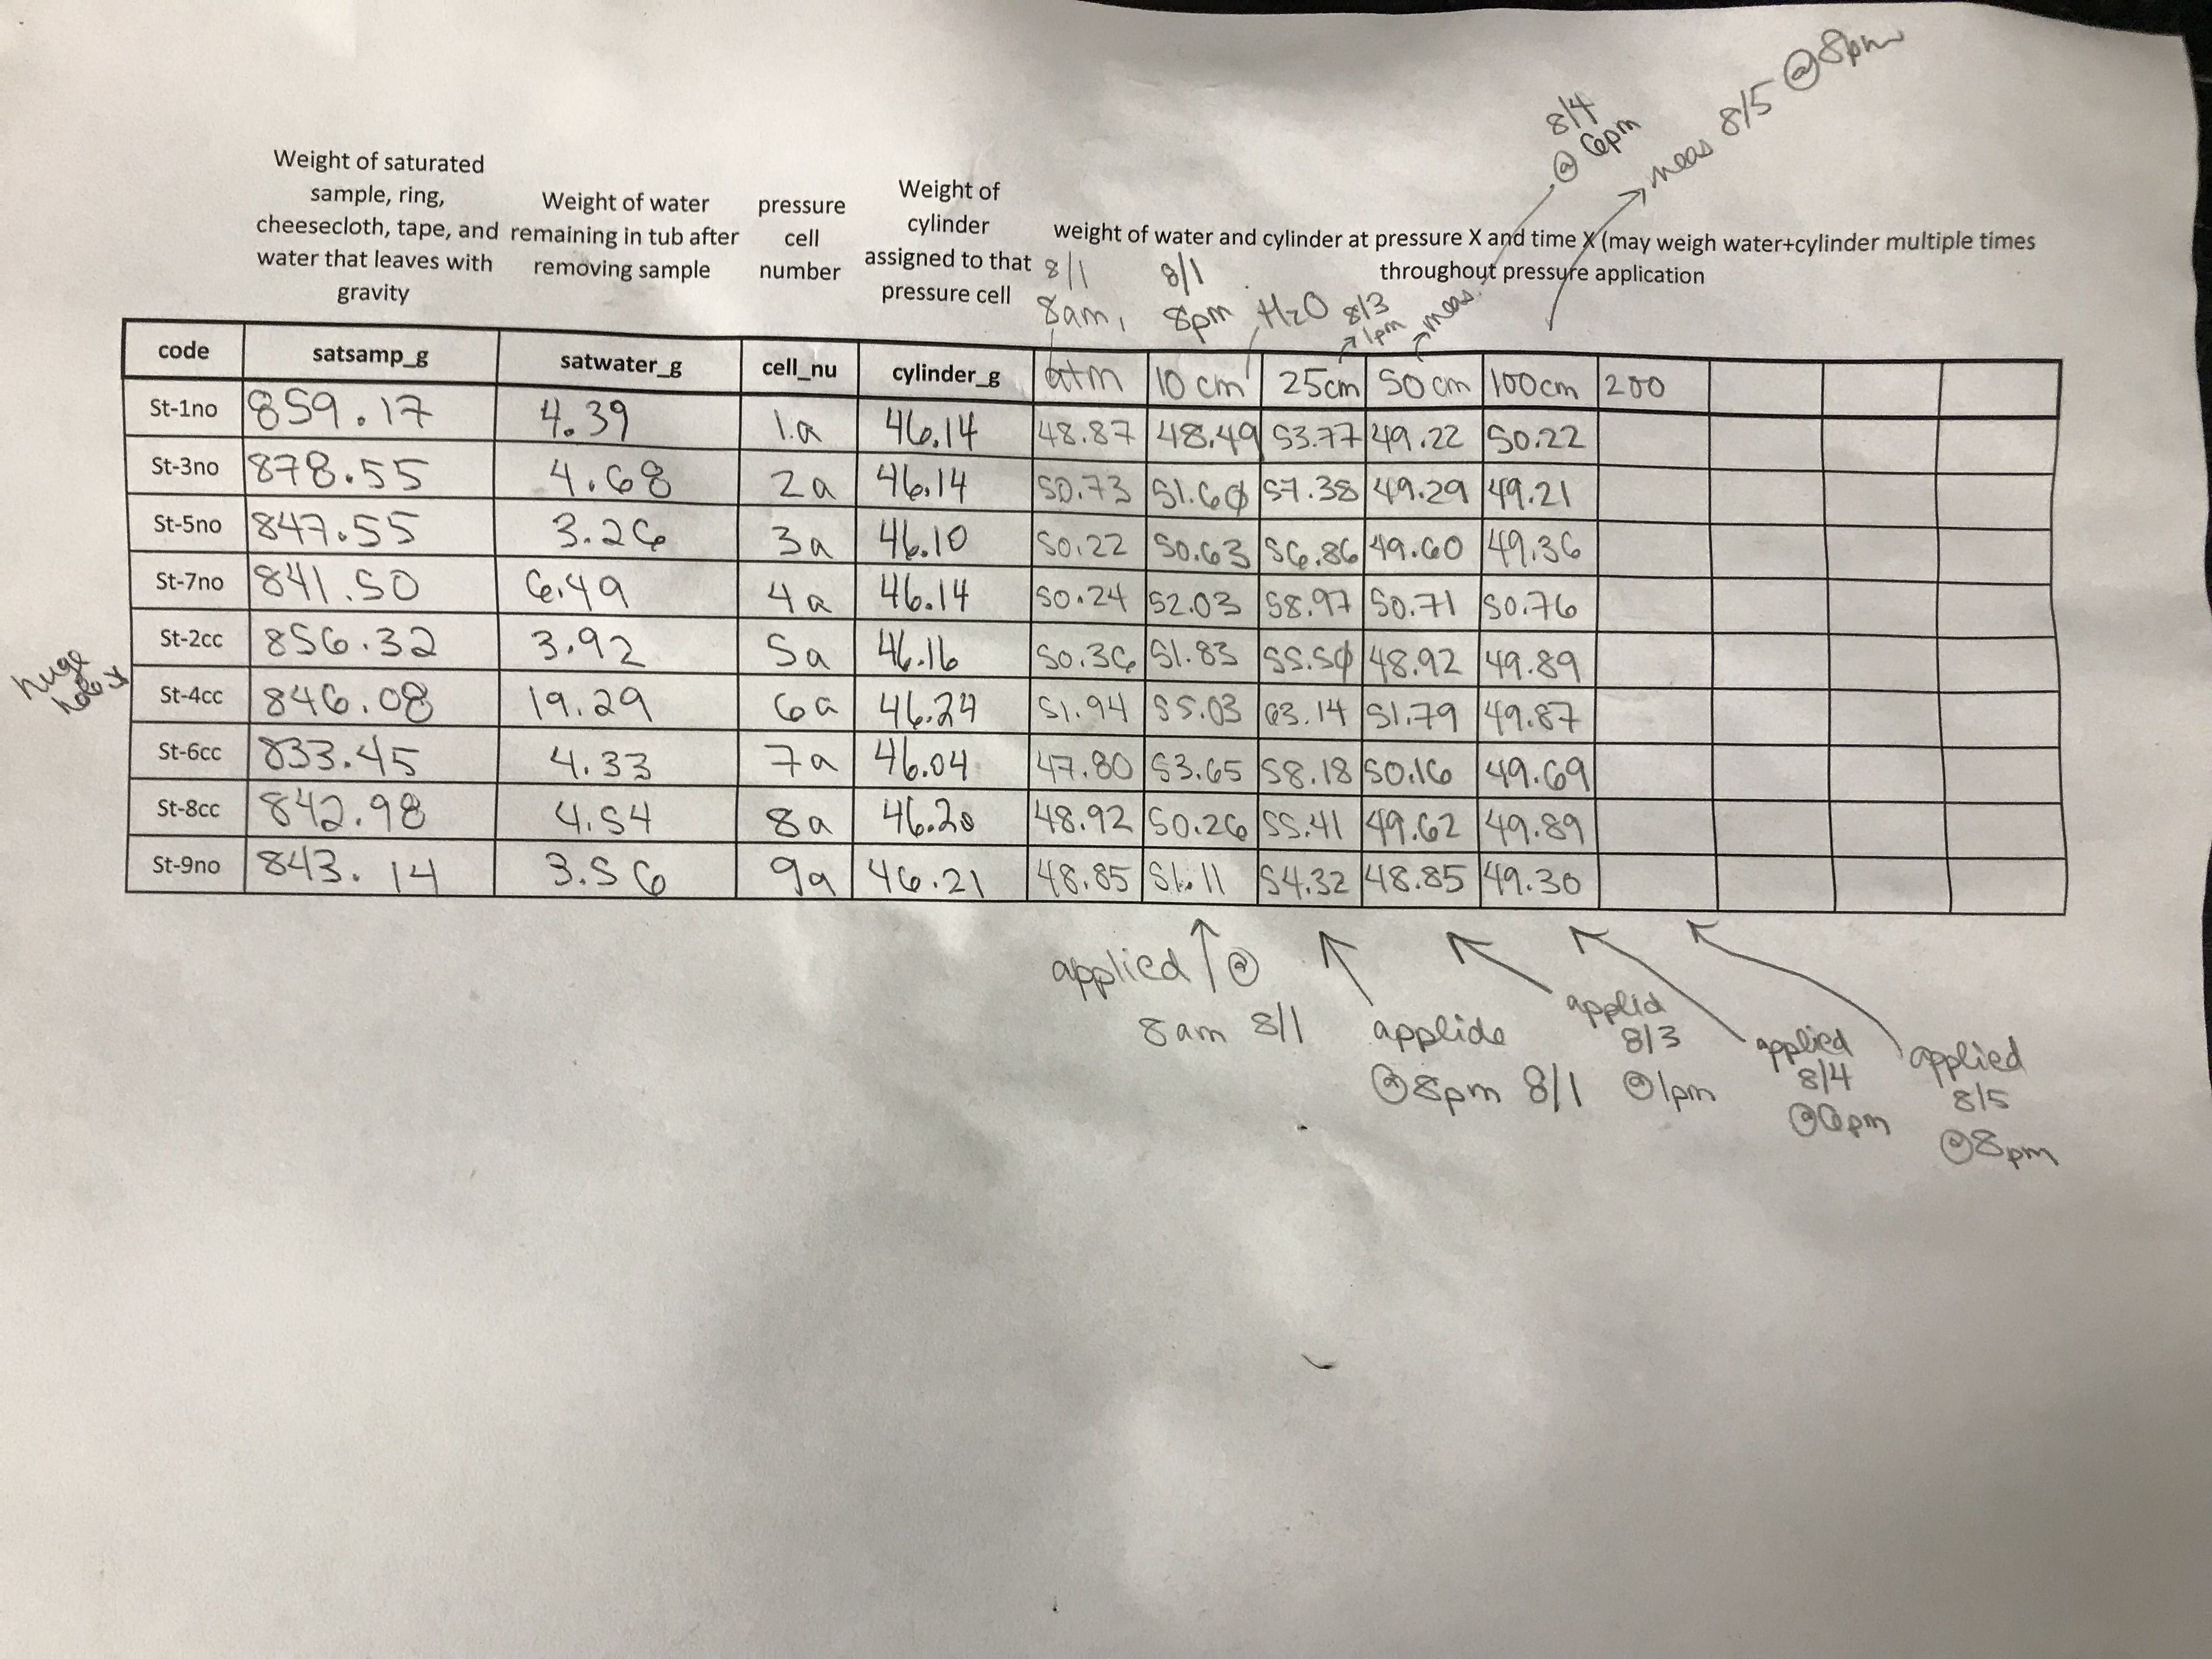 8/4
@ 6pm
meas 8/5 @ 8pm
Weight of saturated
sample, ring,
cheesecloth, tape, and
water that leaves with
gravity
Weight of water
remaining in tub after
removing sample
pressure
cell
number
Weight of
cylinder
assigned to that
pressure cell
weight of water and cylinder at pressure X and time X (may weigh water+cylinder multiple times
throughout pressure application
8/1
8am,
8/1
8pm
H2O
8/3
1pm
meas.
code satsamp_g satwater_g cell_nu cylinder_g atm 10 cm 25cm 50 cm 100cm 200
St-1no 859.17 4.39 1a 46.14 48.87 48.49 53.77 49.22 50.22
St-3no 878.55 4.68 2a 46.14 50.73 51.60 57.38 49.29 49.21
St-5no 847.55 3.26 3a 46.10 50.22 50.63 56.86 49.60 49.36
St-7no 841.50 6.49 4a 46.14 50.24 52.03 58.97 50.71 50.76
St-2cc 856.32 3.92 5a 46.16 50.36 51.83 55.50 48.92 49.89
huge
St-4cc 846.08 19.29 6a 46.24 51.94 55.03 63.14 51.79 49.87
St-6cc 833.45 4.33 7a 46.04 47.80 53.65 58.18 50.16 49.69
St-8cc 842.98 4.54 8a 46.20 48.92 50.26 55.41 49.62 49.89
St-9no 843.14 3.56 9a 46.21 48.85 51.11 54.32 48.85 49.30
applied @
8am 8/1
applide
@8pm 8/1
applid
8/3
@1pm
applied
8/4
@6pm
applied
8/5
@8pm